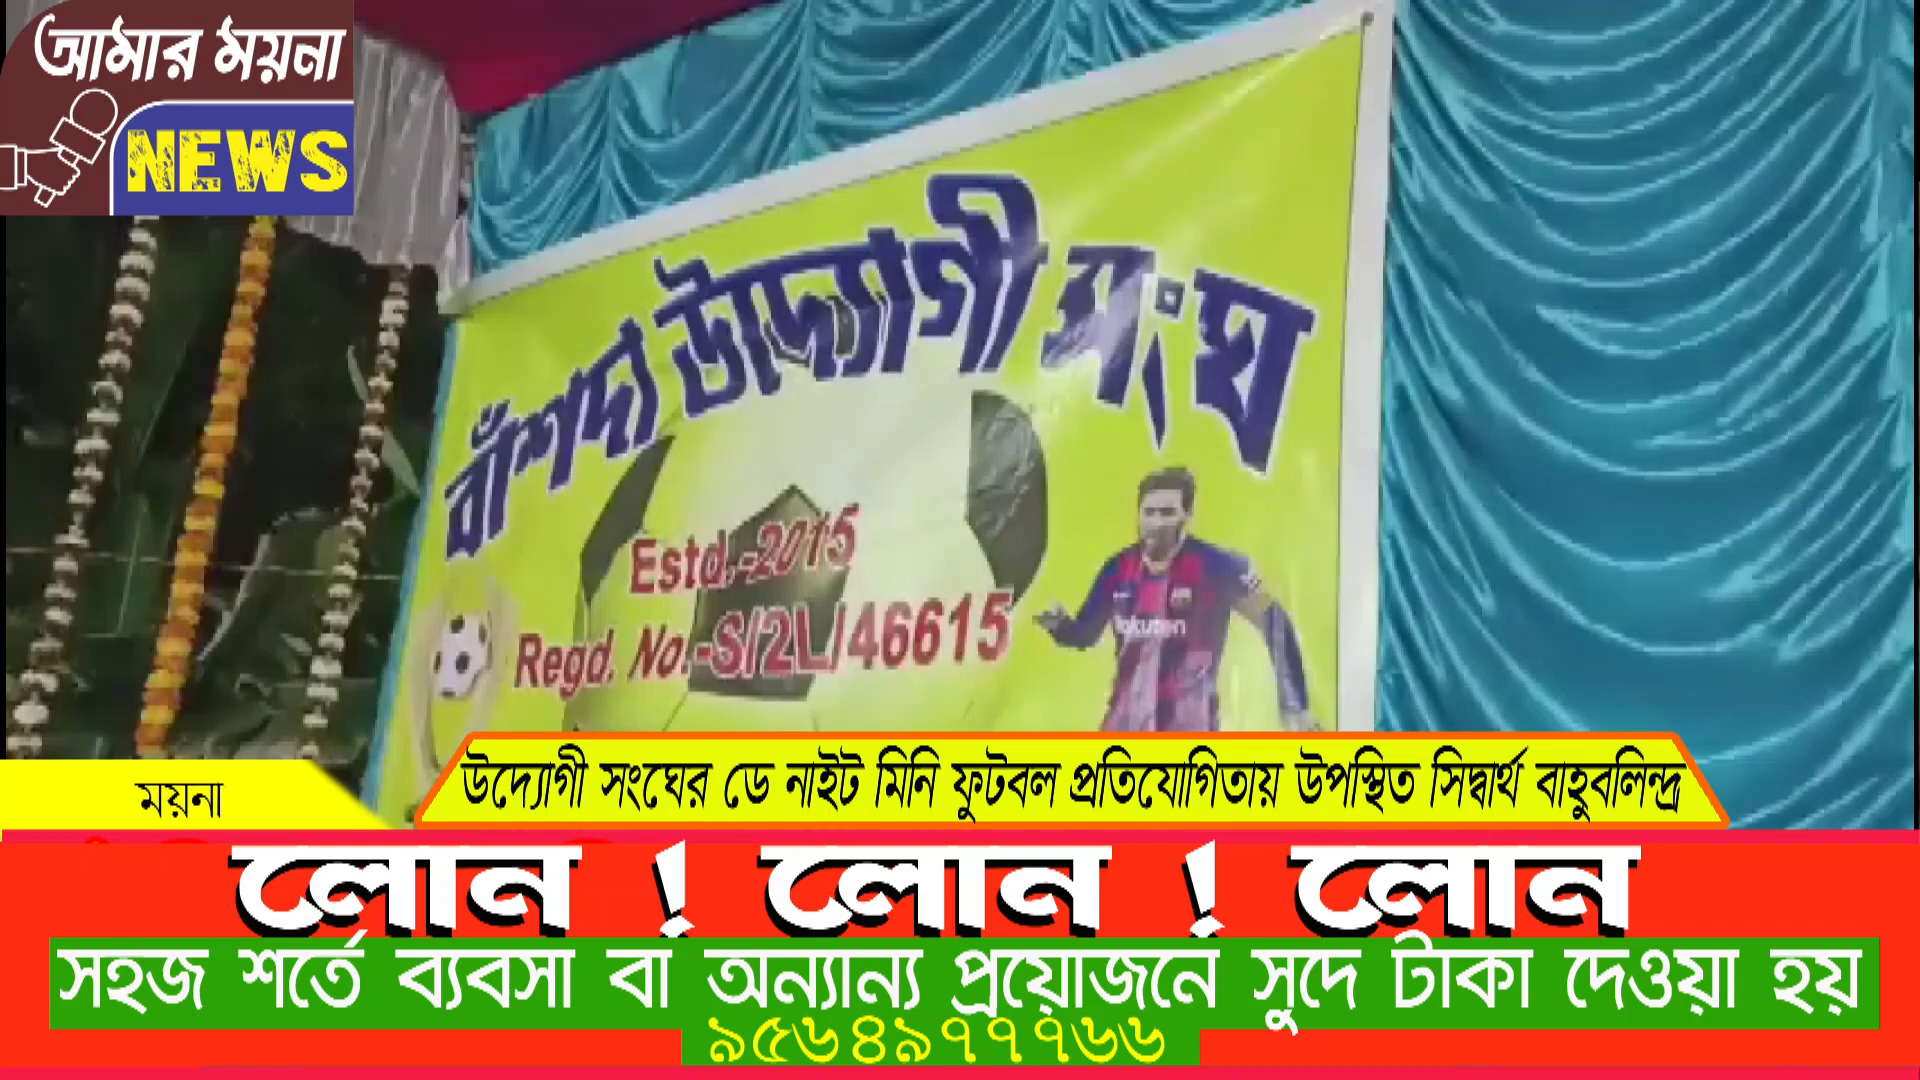 আমার ময়না
NEWS
বাঁশদা উদ্যোগী সংঘ
Estd.-2015
Regd. No.-S/2L/46615
Rakuten
উদ্যোগী সংঘের ডে নাইট মিনি ফুটবল প্রতিযোগিতায় উপস্থিত সিদ্বার্থ বাহুবলিন্দ্র
ময়না
লোন ! লোন ! লোন
সহজ শর্তে ব্যবসা বা অন্যান্য প্রয়োজনে সুদে টাকা দেওয়া হয়
৯৫৬৪৯৭৭৭৬৬